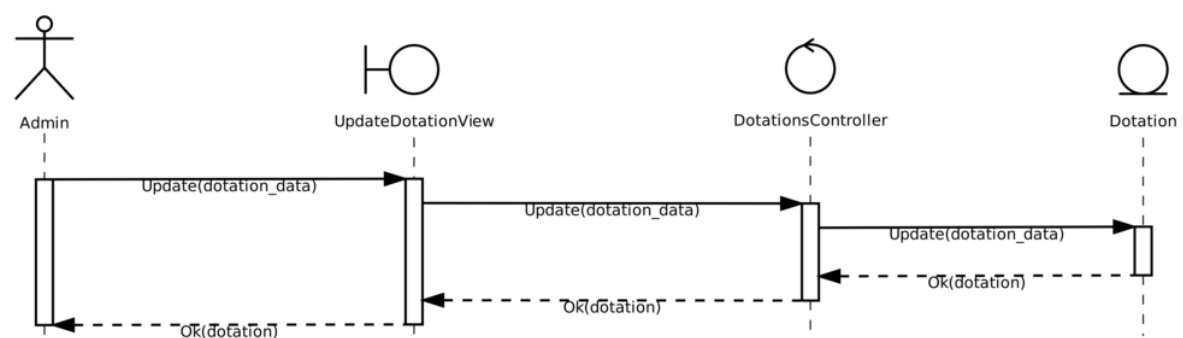 Admin
UpdateDotationView
DotationsController
Dotation
Update(dotation_data)
Update(dotation_data)
Update(dotation_data)
Ok(dotation)
Ok(dotation)
Ok(dotation)